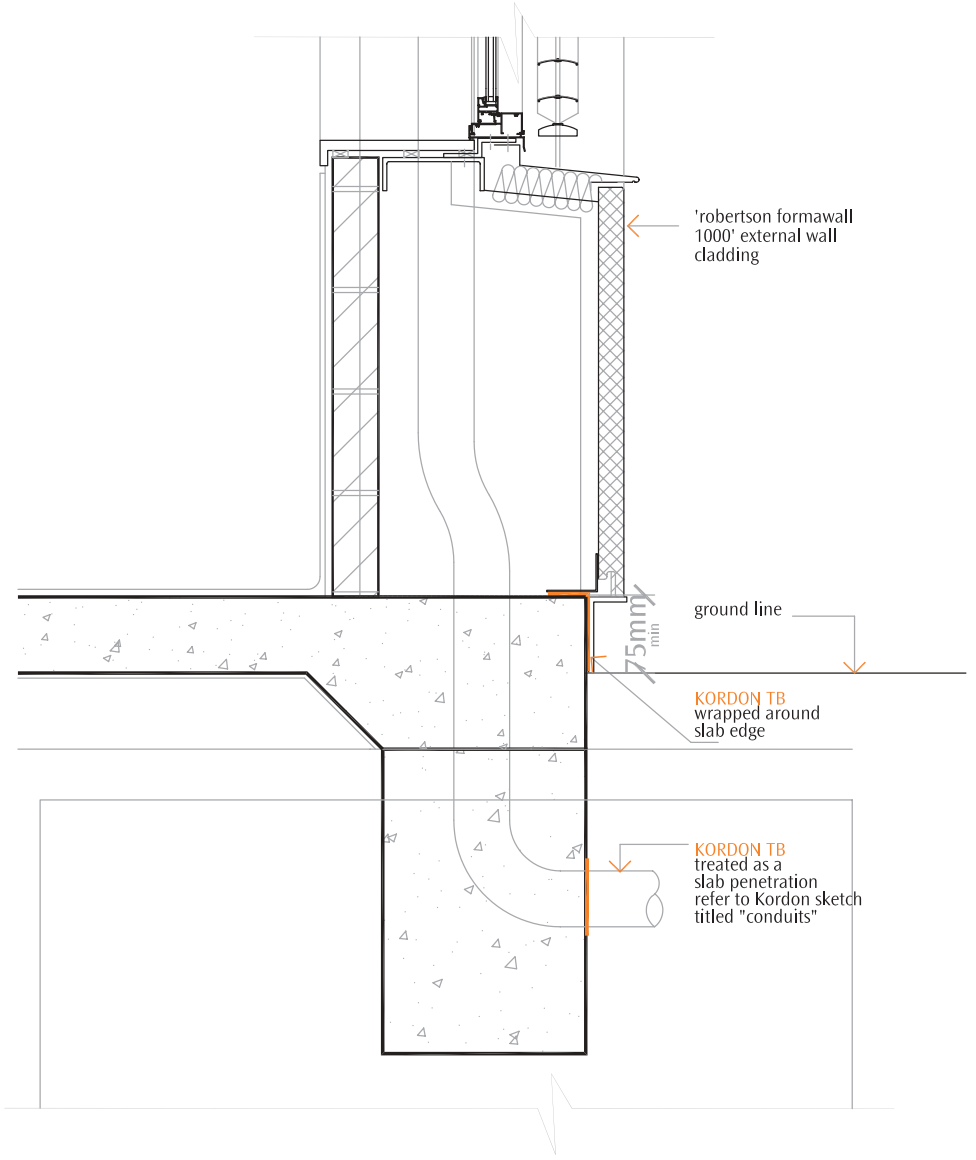 'robertson formawall
1000' external wall
cladding
75mm
min
ground line
KORDON TB
wrapped around
slab edge
KORDON TB
treated as a
slab penetration
refer to Kordon sketch
titled "conduits"